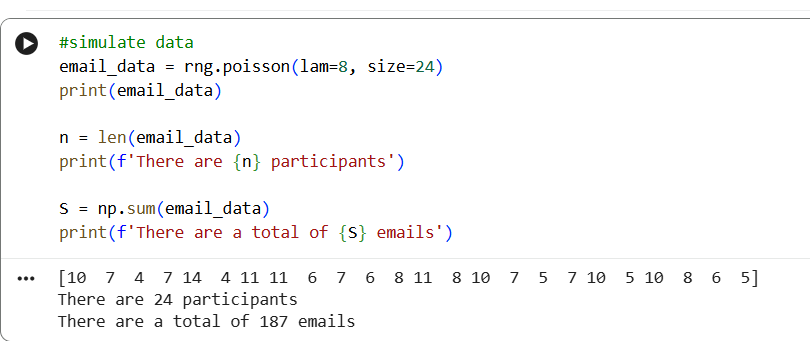 #simulate data
email_data = rng.poisson(lam=8, size=24)
print(email_data)
n = len(email_data)
print(f'There are {n} participants')
S = np.sum(email_data)
print(f'There are a total of {S} emails')
[10  7  4  7 14  4 11 11  6  7  6  8 11  8 10  7  5  7 10  5 10  8  6  5]
There are 24 participants
There are a total of 187 emails